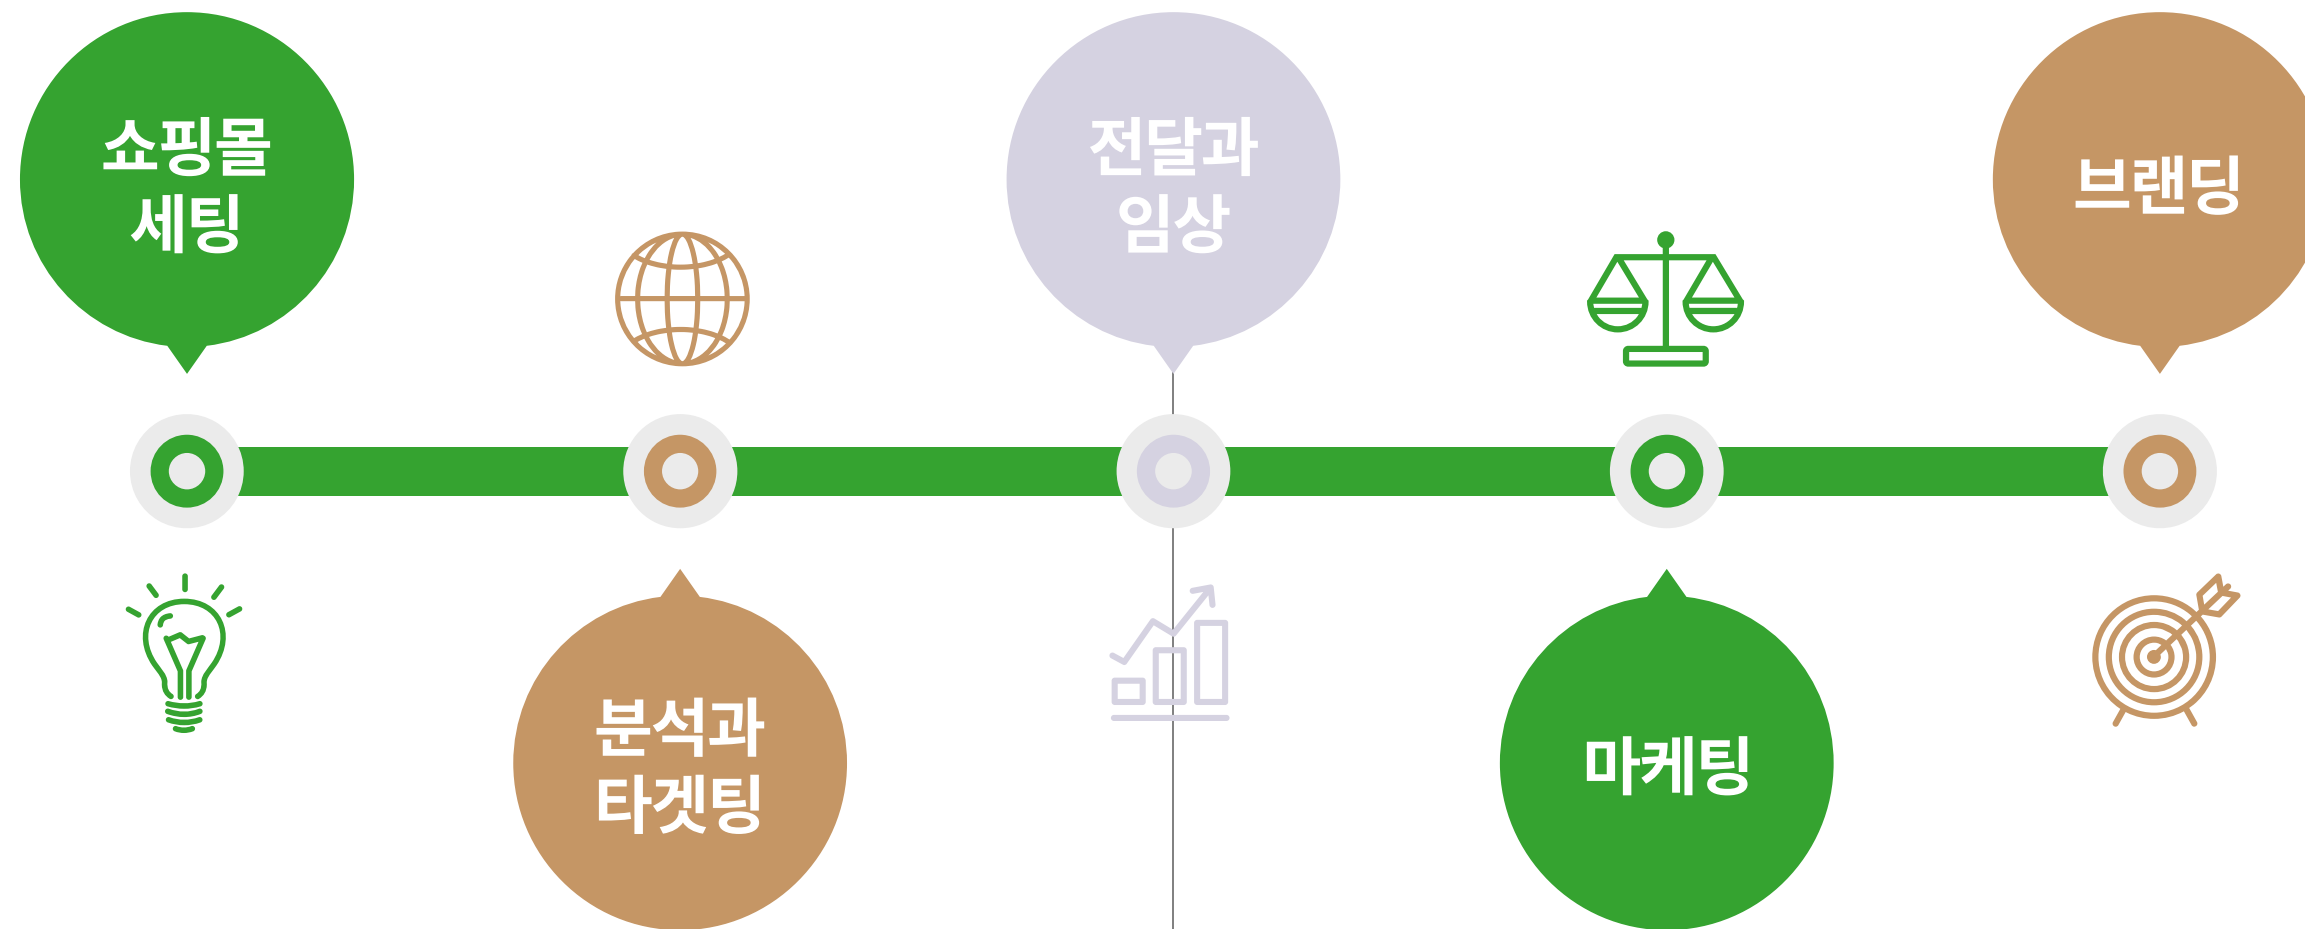 쇼핑몰
세팅
분석과
타겟팅
전달과
임상
마케팅
브랜딩